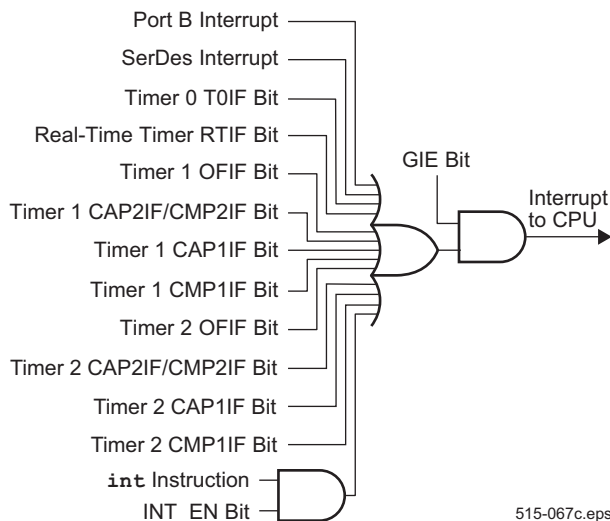 Port B Interrupt
SerDes Interrupt
Timer 0 T0IF Bit
Real-Time Timer RTIF Bit
Timer 1 OFIF Bit
Timer 1 CAP2IF/CMP2IF Bit
Timer 1 CAP1IF Bit
Timer 1 CMP1IF Bit
Timer 2 OFIF Bit
Timer 2 CAP2IF/CMP2IF Bit
Timer 2 CAP1IF Bit
Timer 2 CMP1IF Bit
int Instruction
INT_EN Bit
GIE Bit
Interrupt
to CPU
515-067c.eps